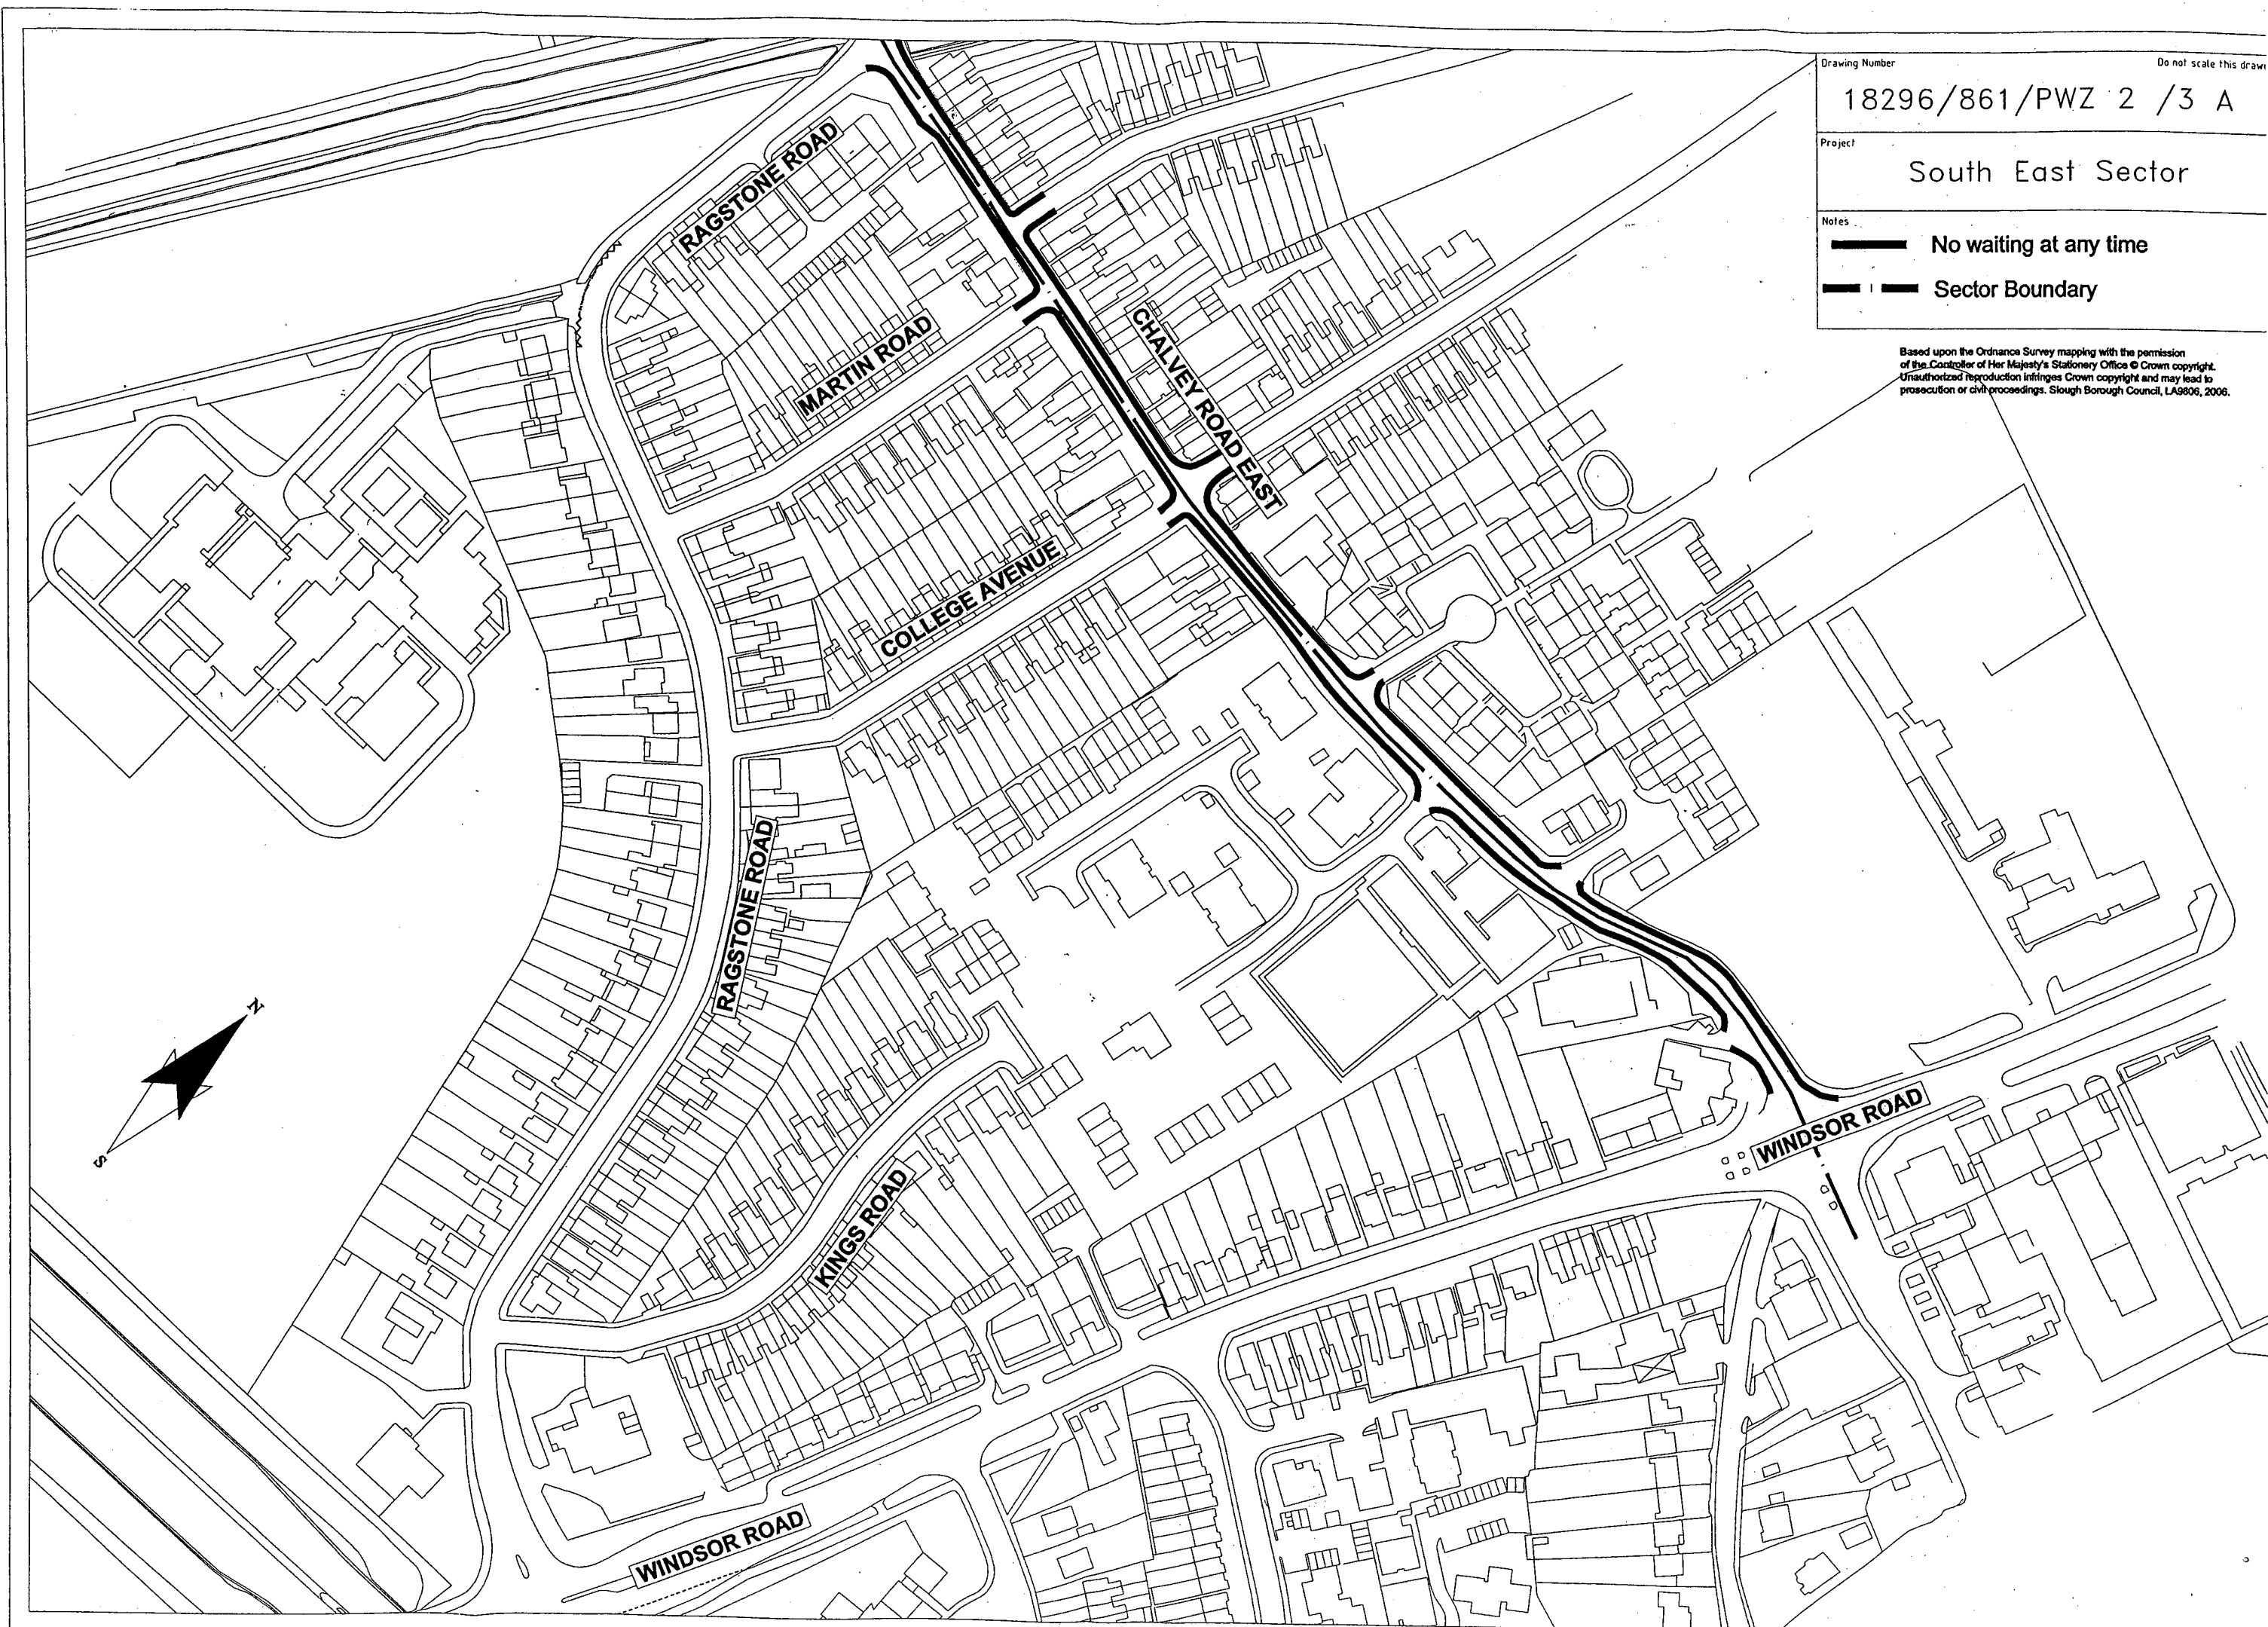 Drawing Number
Do not scale this
18296/861/PWZ 2 /3 A
Project
South East Sector
Notes
No waiting at any time
Sector Boundary
Based upon the Ordnance Survey mapping with the permission
of the Controller of Her Majesty's Stationery Office © Crown copyright.
Unauthorized reproduction infringes Crown copyright and may lead to
prosecution or civil proceedings. Slough Borough Council, LA9806, 2006.
RAGSTONE ROAD
MARTIN ROAD
CHALVEY ROAD EAST
COLLEGE AVENUE
RAGSTONE ROAD
N
S
KINGS ROAD
WINDSOR ROAD
WINDSOR ROAD